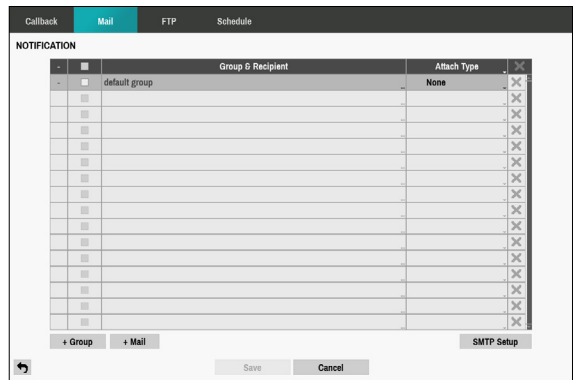 Callback Mail FTP Schedule
NOTIFICATION
- Group & Recipient Attach Type
- default group None
+ Group + Mail SMTP Setup
Save Cancel